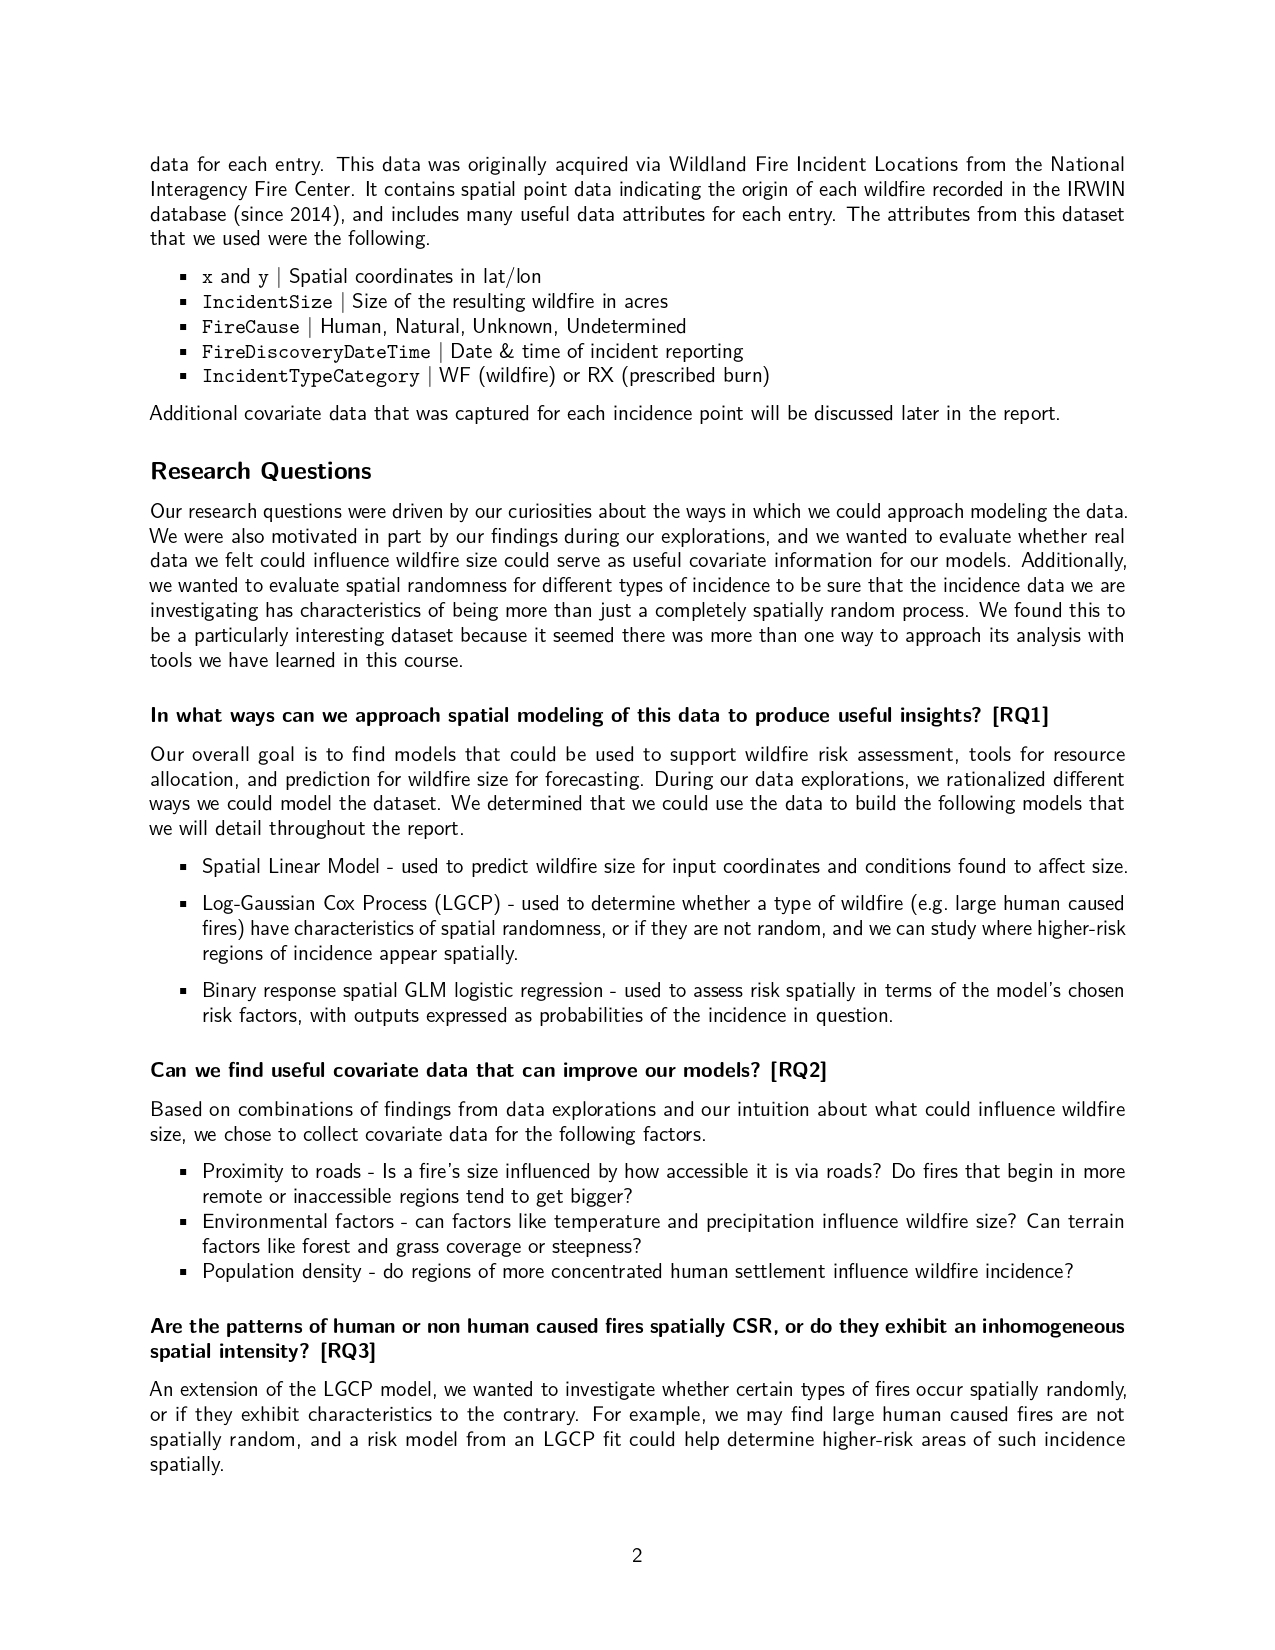 data for each entry. This data was originally acquired via Wildland Fire Incident Locations from the National
Interagency Fire Center. It contains spatial point data indicating the origin of each wildfire recorded in the IRWIN
database (since 2014), and includes many useful data attributes for each entry. The attributes from this dataset
that we used were the following.
▪ x and y | Spatial coordinates in lat/lon
▪ IncidentSize | Size of the resulting wildfire in acres
▪ FireCause | Human, Natural, Unknown, Undetermined
▪ FireDiscoveryDateTime | Date & time of incident reporting
▪ IncidentTypeCategory | WF (wildfire) or RX (prescribed burn)
Additional covariate data that was captured for each incidence point will be discussed later in the report.
Research Questions
Our research questions were driven by our curiosities about the ways in which we could approach modeling the data.
We were also motivated in part by our findings during our explorations, and we wanted to evaluate whether real
data we felt could influence wildfire size could serve as useful covariate information for our models. Additionally,
we wanted to evaluate spatial randomness for different types of incidence to be sure that the incidence data we are
investigating has characteristics of being more than just a completely spatially random process. We found this to
be a particularly interesting dataset because it seemed there was more than one way to approach its analysis with
tools we have learned in this course.
In what ways can we approach spatial modeling of this data to produce useful insights? [RQ1]
Our overall goal is to find models that could be used to support wildfire risk assessment, tools for resource
allocation, and prediction for wildfire size for forecasting. During our data explorations, we rationalized different
ways we could model the dataset. We determined that we could use the data to build the following models that
we will detail throughout the report.
▪ Spatial Linear Model - used to predict wildfire size for input coordinates and conditions found to affect size.
▪ Log-Gaussian Cox Process (LGCP) - used to determine whether a type of wildfire (e.g. large human caused
fires) have characteristics of spatial randomness, or if they are not random, and we can study where higher-risk
regions of incidence appear spatially.
▪ Binary response spatial GLM logistic regression - used to assess risk spatially in terms of the model's chosen
risk factors, with outputs expressed as probabilities of the incidence in question.
Can we find useful covariate data that can improve our models? [RQ2]
Based on combinations of findings from data explorations and our intuition about what could influence wildfire
size, we chose to collect covariate data for the following factors.
▪ Proximity to roads - Is a fire's size influenced by how accessible it is via roads? Do fires that begin in more
remote or inaccessible regions tend to get bigger?
▪ Environmental factors - can factors like temperature and precipitation influence wildfire size? Can terrain
factors like forest and grass coverage or steepness?
▪ Population density - do regions of more concentrated human settlement influence wildfire incidence?
Are the patterns of human or non human caused fires spatially CSR, or do they exhibit an inhomogeneous
spatial intensity? [RQ3]
An extension of the LGCP model, we wanted to investigate whether certain types of fires occur spatially randomly,
or if they exhibit characteristics to the contrary. For example, we may find large human caused fires are not
spatially random, and a risk model from an LGCP fit could help determine higher-risk areas of such incidence
spatially.
2